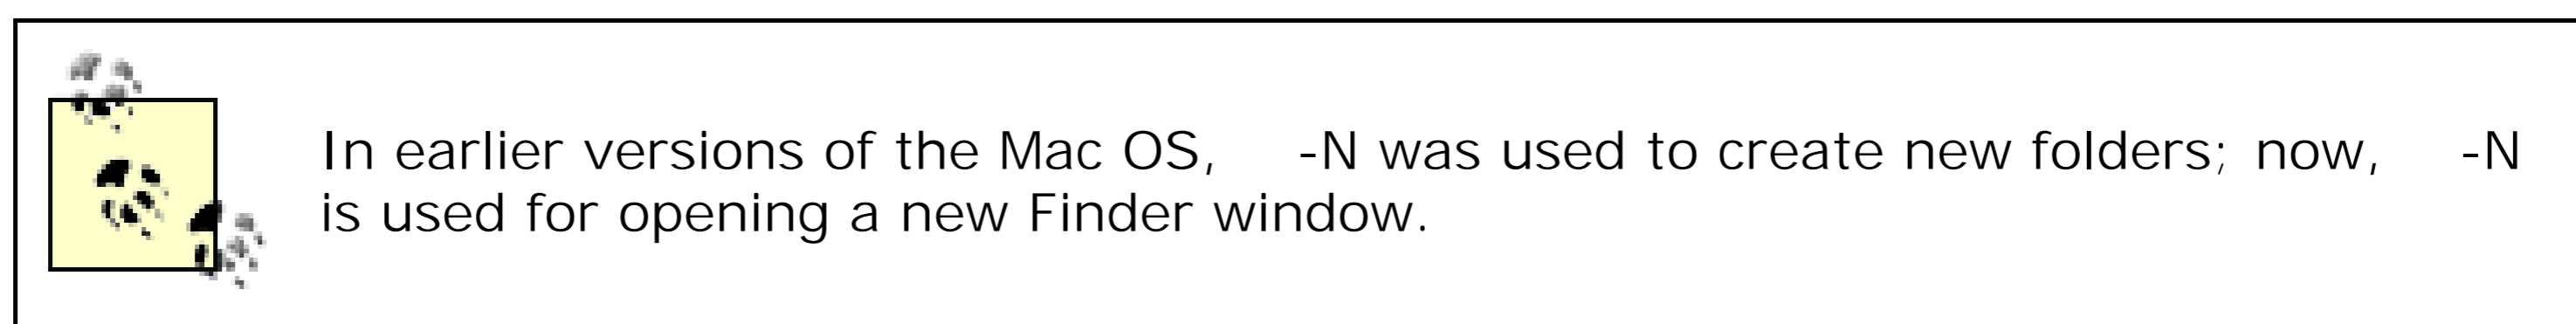 In earlier versions of the Mac OS, -N was used to create new folders; now, -N
is used for opening a new Finder window.